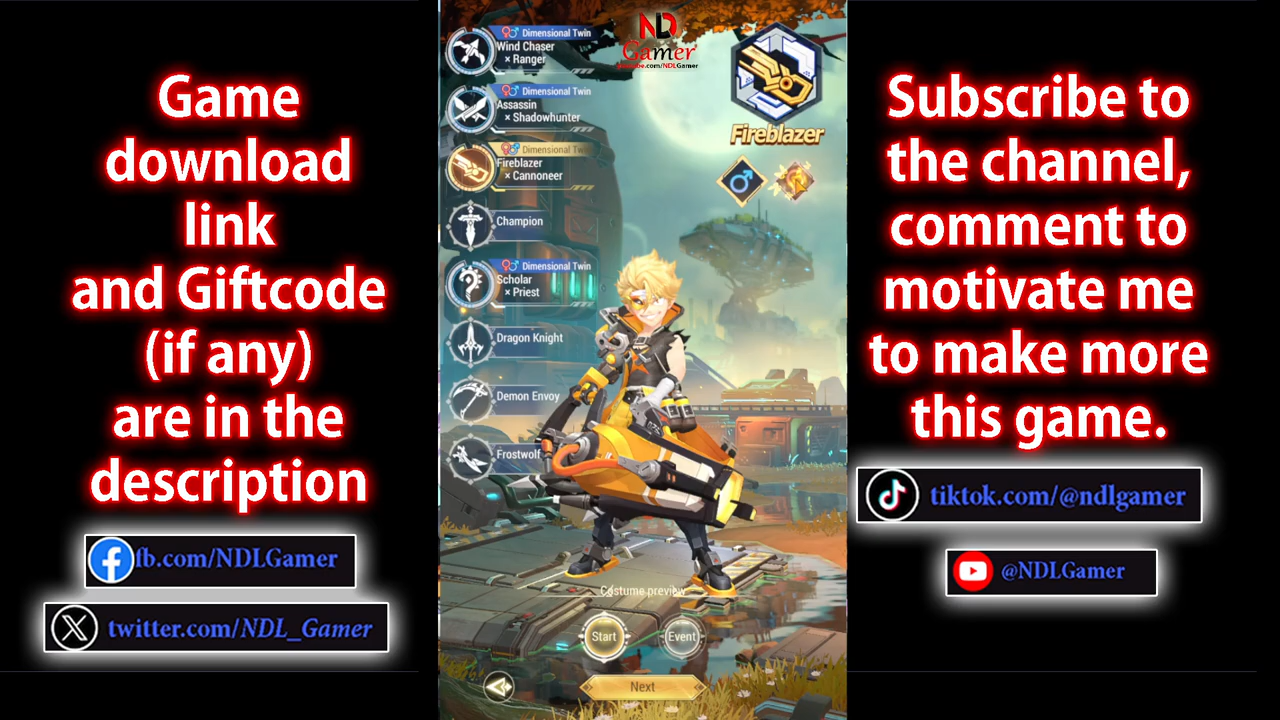 Game
download
link
and Giftcode
(if any)
are in the
description
fb.com/NDLGamer
twitter.com/NDL_Gamer
Dimensional Twin
Wind Chaser
× Ranger
Dimensional Twin
Assassin
× Shadowhunter
Dimensional Twin
Fireblazer
× Cannoneer
Champion
Dimensional Twin
Scholar
× Priest
Dragon Knight
Demon Envoy
Frostwolf
ND
Gamer
Fireblazer
Costume preview
Start
Event
Next
Subscribe to
the channel,
comment to
motivate me
to make more
this game.
tiktok.com/@ndlgamer
@NDLGamer